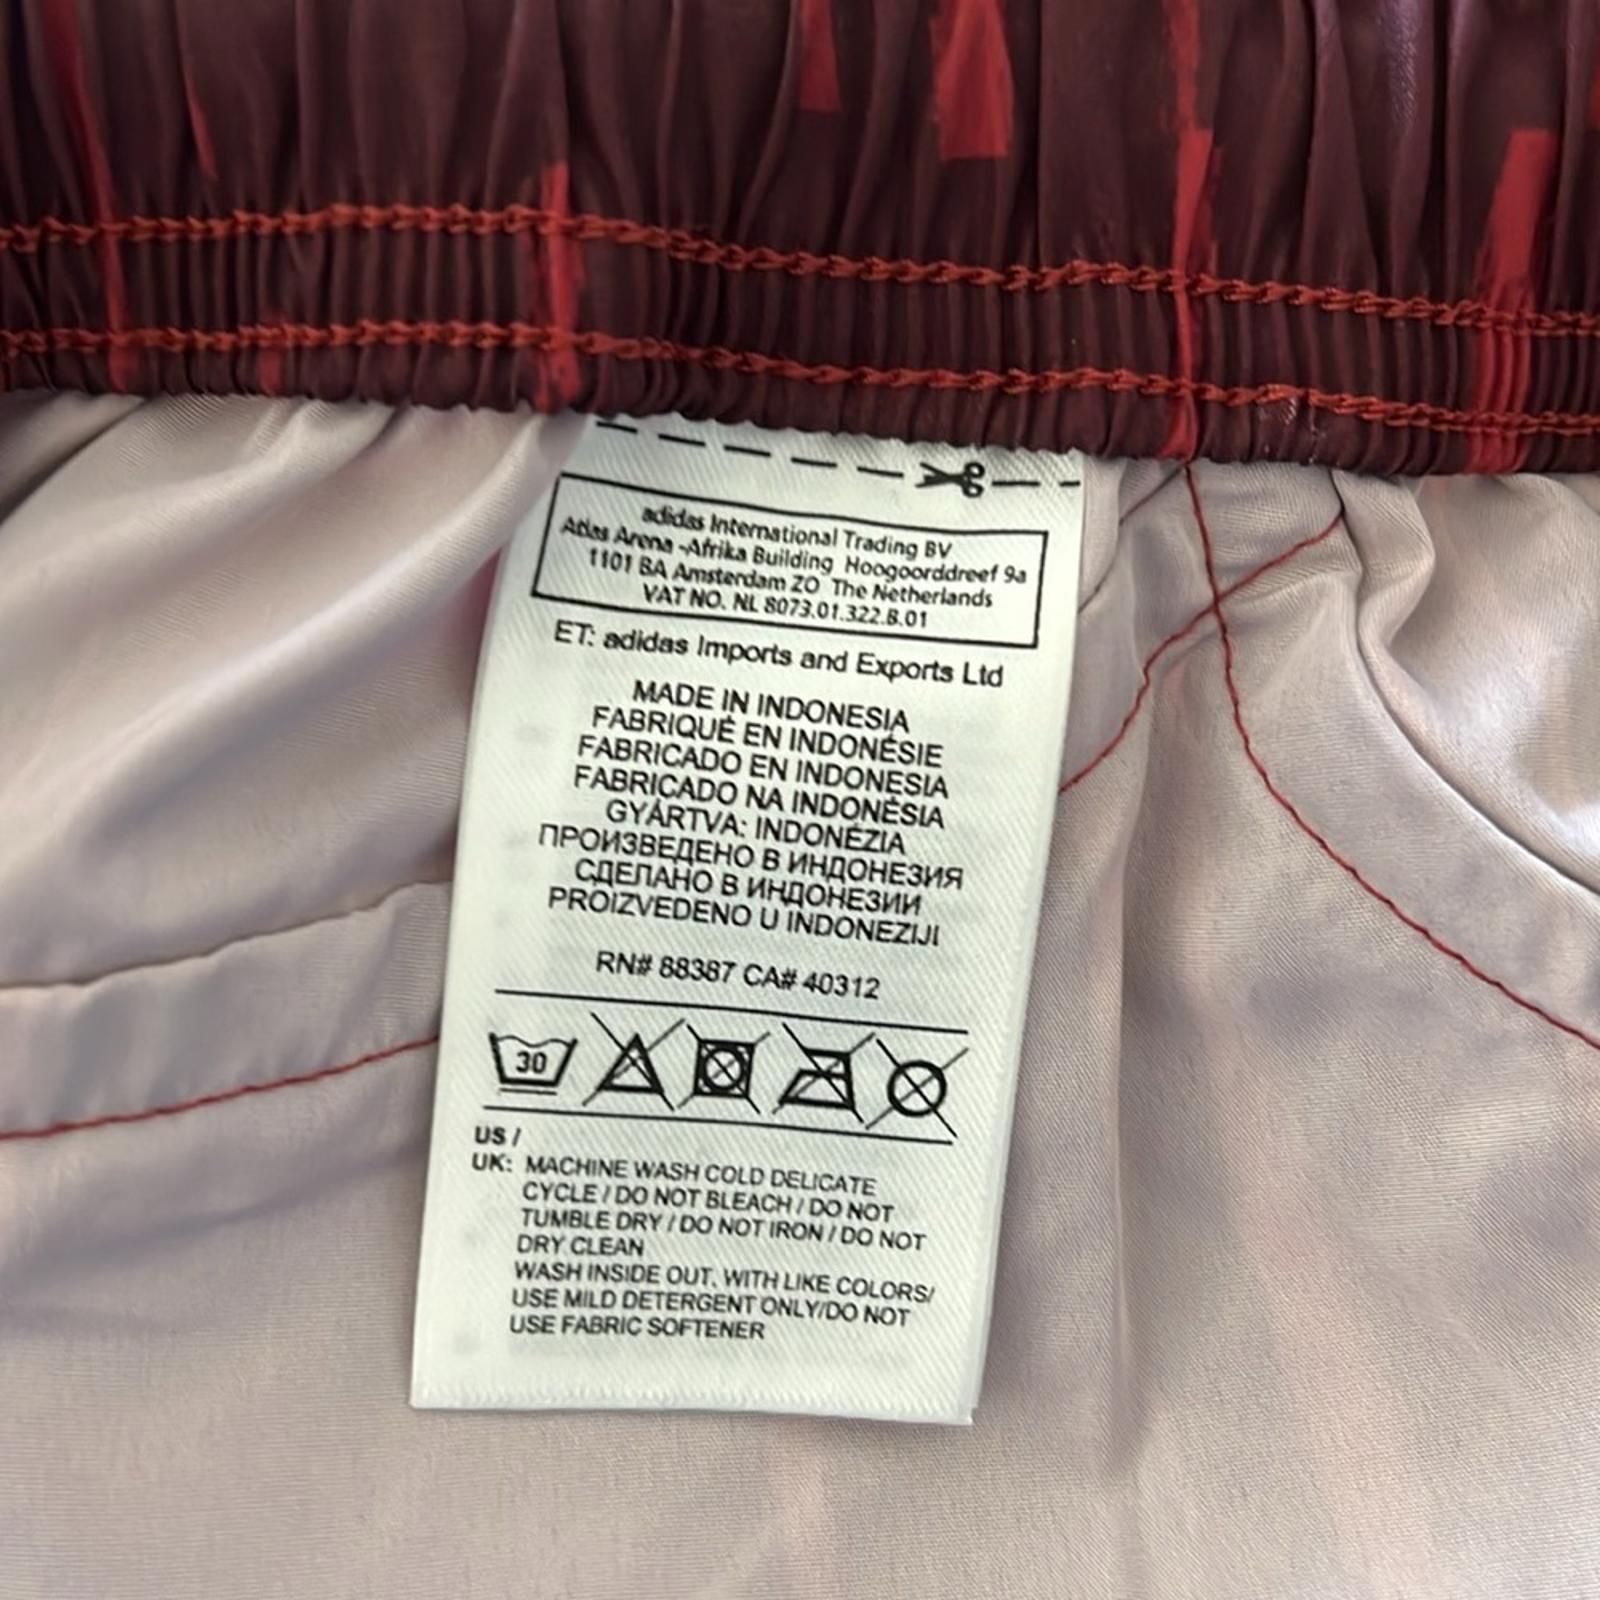 adidas International Trading BV
Atlas Arena -Afrika Building Hoogoorddreef 9a
1101 BA Amsterdam ZO The Netherlands
VAT NO. NL 8073.01.322.B.01
ET: adidas Imports and Exports Ltd
MADE IN INDONESIA
FABRIQUÉ EN INDONÉSIE
FABRICADO EN INDONESIA
FABRICADO NA INDONÉSIA
GYÁRTVA: INDONÉZIA
ПРОИЗВЕДЕНО В ИНДОНЕЗИЯ
СДЕЛАНО В ИНДОНЕЗИИ
PROIZVEDENO U INDONEZIJI
RN# 88387 CA# 40312
30
US /
UK: MACHINE WASH COLD DELICATE
CYCLE / DO NOT BLEACH / DO NOT
TUMBLE DRY / DO NOT IRON / DO NOT
DRY CLEAN
WASH INSIDE OUT, WITH LIKE COLORS/
USE MILD DETERGENT ONLY/DO NOT
USE FABRIC SOFTENER